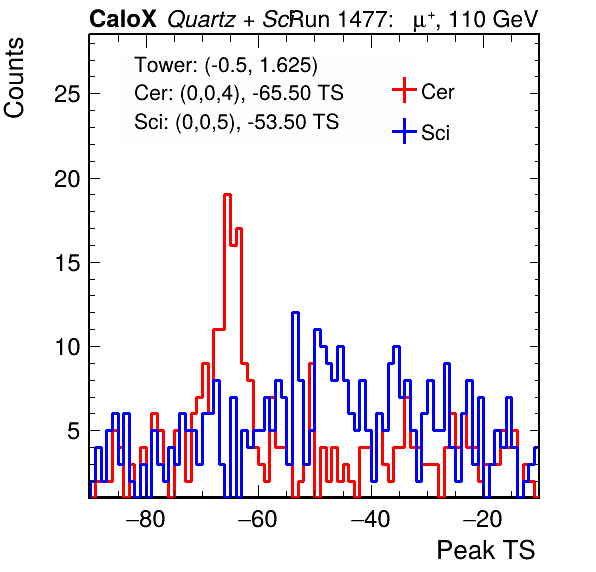 CaloX Quartz + Sci Run 1477: μ⁺, 110 GeV
Counts
Tower: (-0.5, 1.625)
Cer: (0,0,4), -65.50 TS
Sci: (0,0,5), -53.50 TS
Cer
Sci
25
20
15
10
5
−80 −60 −40 −20
Peak TS